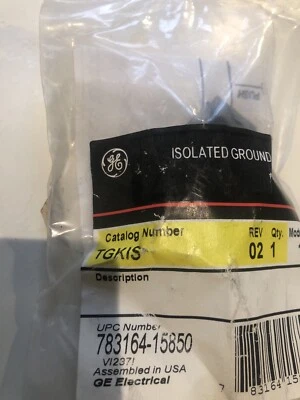 PUSH
GE
ISOLATED GROUND
Catalog Number REV Qty.
TGKIS 02 1
Description
UPC Number
783164-15850
VI237I
Assembled in USA
GE Electrical